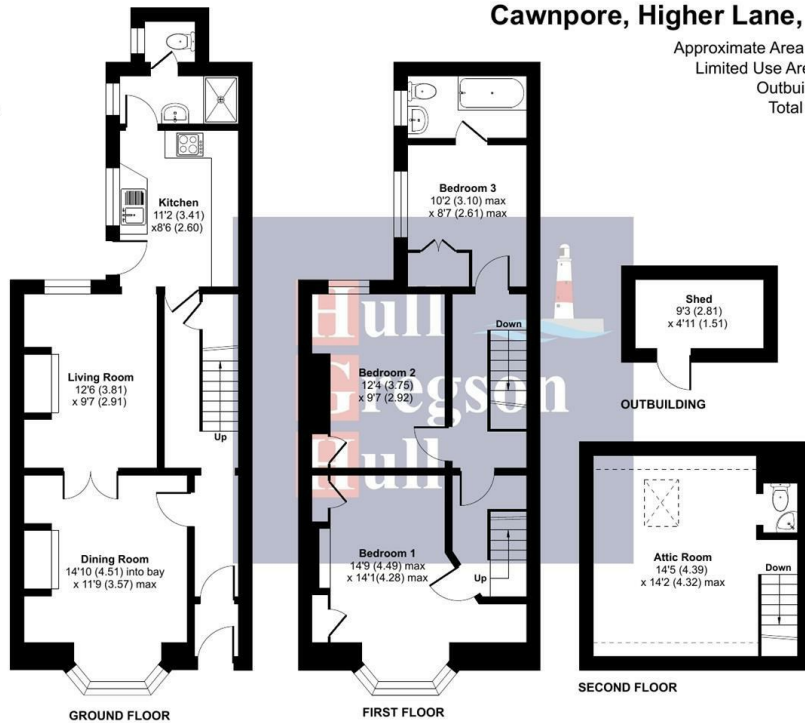 Cawnpore, Higher Lane,
Approximate Area
Limited Use Are
Outbui
Total
Kitchen
11'2 (3.41)
x8'6 (2.60)
Living Room
12'6 (3.81)
x 9'7 (2.91)
Up
Dining Room
14'10 (4.51) into bay
x 11'9 (3.57) max
GROUND FLOOR
Bedroom 3
10'2 (3.10) max
x 8'7 (2.61) max
Down
Bedroom 2
12'4 (3.75)
x 9'7 (2.92)
Bedroom 1
14'9 (4.49) max
x 14'1(4.28) max
Up
FIRST FLOOR
Hull
Gregson
Hull
Shed
9'3 (2.81)
x 4'11 (1.51)
OUTBUILDING
Attic Room
14'5 (4.39)
x 14'2 (4.32) max
Down
SECOND FLOOR